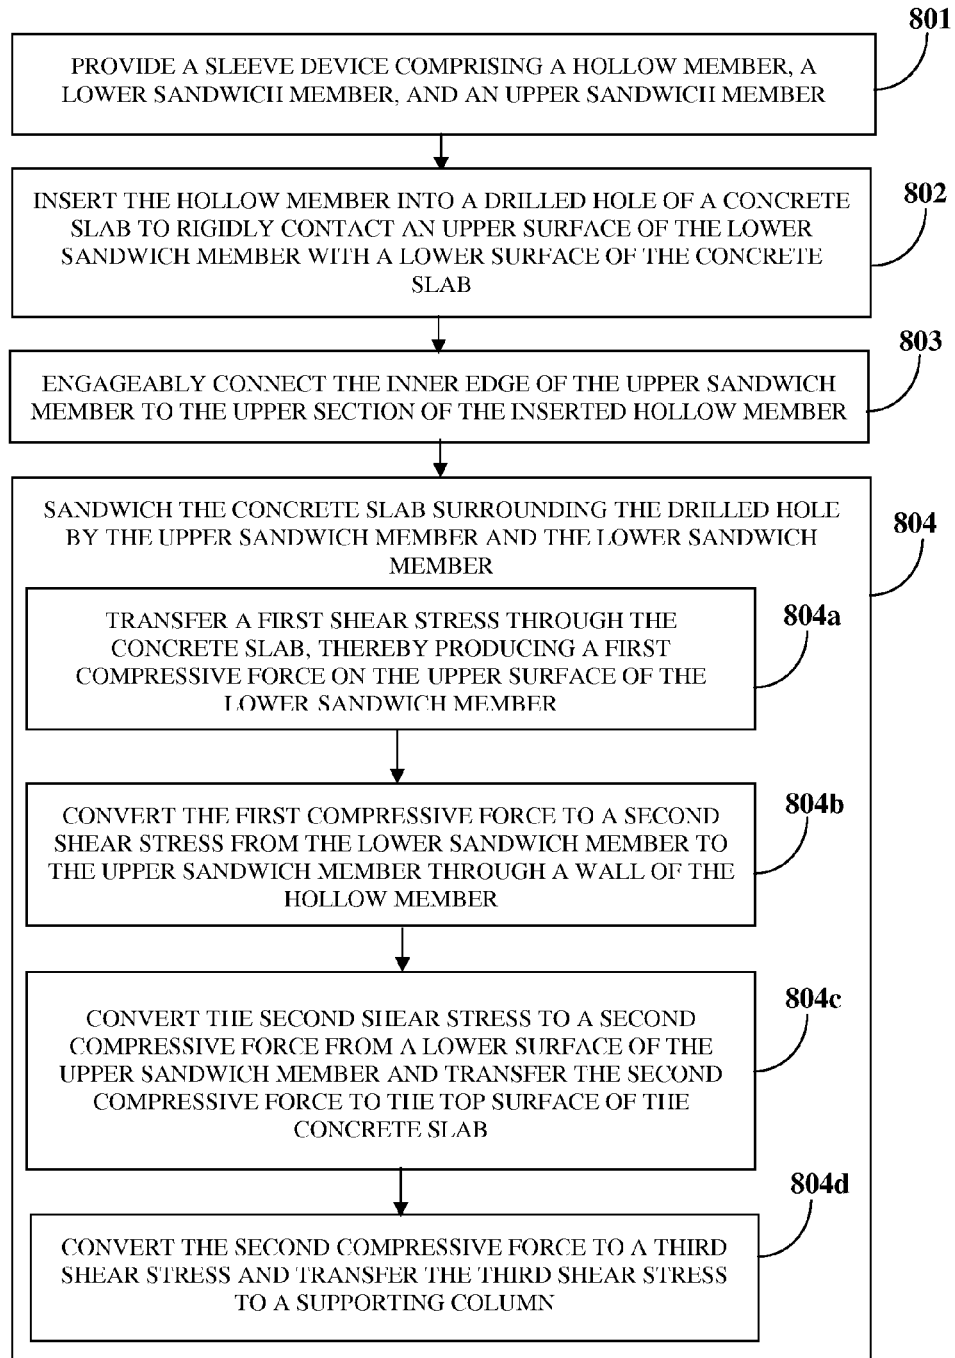 801
PROVIDE A SLEEVE DEVICE COMPRISING A HOLLOW MEMBER, A
LOWER SANDWICH MEMBER, AND AN UPPER SANDWICH MEMBER
802
INSERT THE HOLLOW MEMBER INTO A DRILLED HOLE OF A CONCRETE
SLAB TO RIGIDLY CONTACT AN UPPER SURFACE OF THE LOWER
SANDWICH MEMBER WITH A LOWER SURFACE OF THE CONCRETE
SLAB
803
ENGAGEABLY CONNECT THE INNER EDGE OF THE UPPER SANDWICH
MEMBER TO THE UPPER SECTION OF THE INSERTED HOLLOW MEMBER
804
SANDWICH THE CONCRETE SLAB SURROUNDING THE DRILLED HOLE
BY THE UPPER SANDWICH MEMBER AND THE LOWER SANDWICH
MEMBER
804a
TRANSFER A FIRST SHEAR STRESS THROUGH THE
CONCRETE SLAB, THEREBY PRODUCING A FIRST
COMPRESSIVE FORCE ON THE UPPER SURFACE OF THE
LOWER SANDWICH MEMBER
804b
CONVERT THE FIRST COMPRESSIVE FORCE TO A SECOND
SHEAR STRESS FROM THE LOWER SANDWICH MEMBER TO
THE UPPER SANDWICH MEMBER THROUGH A WALL OF THE
HOLLOW MEMBER
804c
CONVERT THE SECOND SHEAR STRESS TO A SECOND
COMPRESSIVE FORCE FROM A LOWER SURFACE OF THE
UPPER SANDWICH MEMBER AND TRANSFER THE SECOND
COMPRESSIVE FORCE TO THE TOP SURFACE OF THE
CONCRETE SLAB
804d
CONVERT THE SECOND COMPRESSIVE FORCE TO A THIRD
SHEAR STRESS AND TRANSFER THE THIRD SHEAR STRESS
TO A SUPPORTING COLUMN